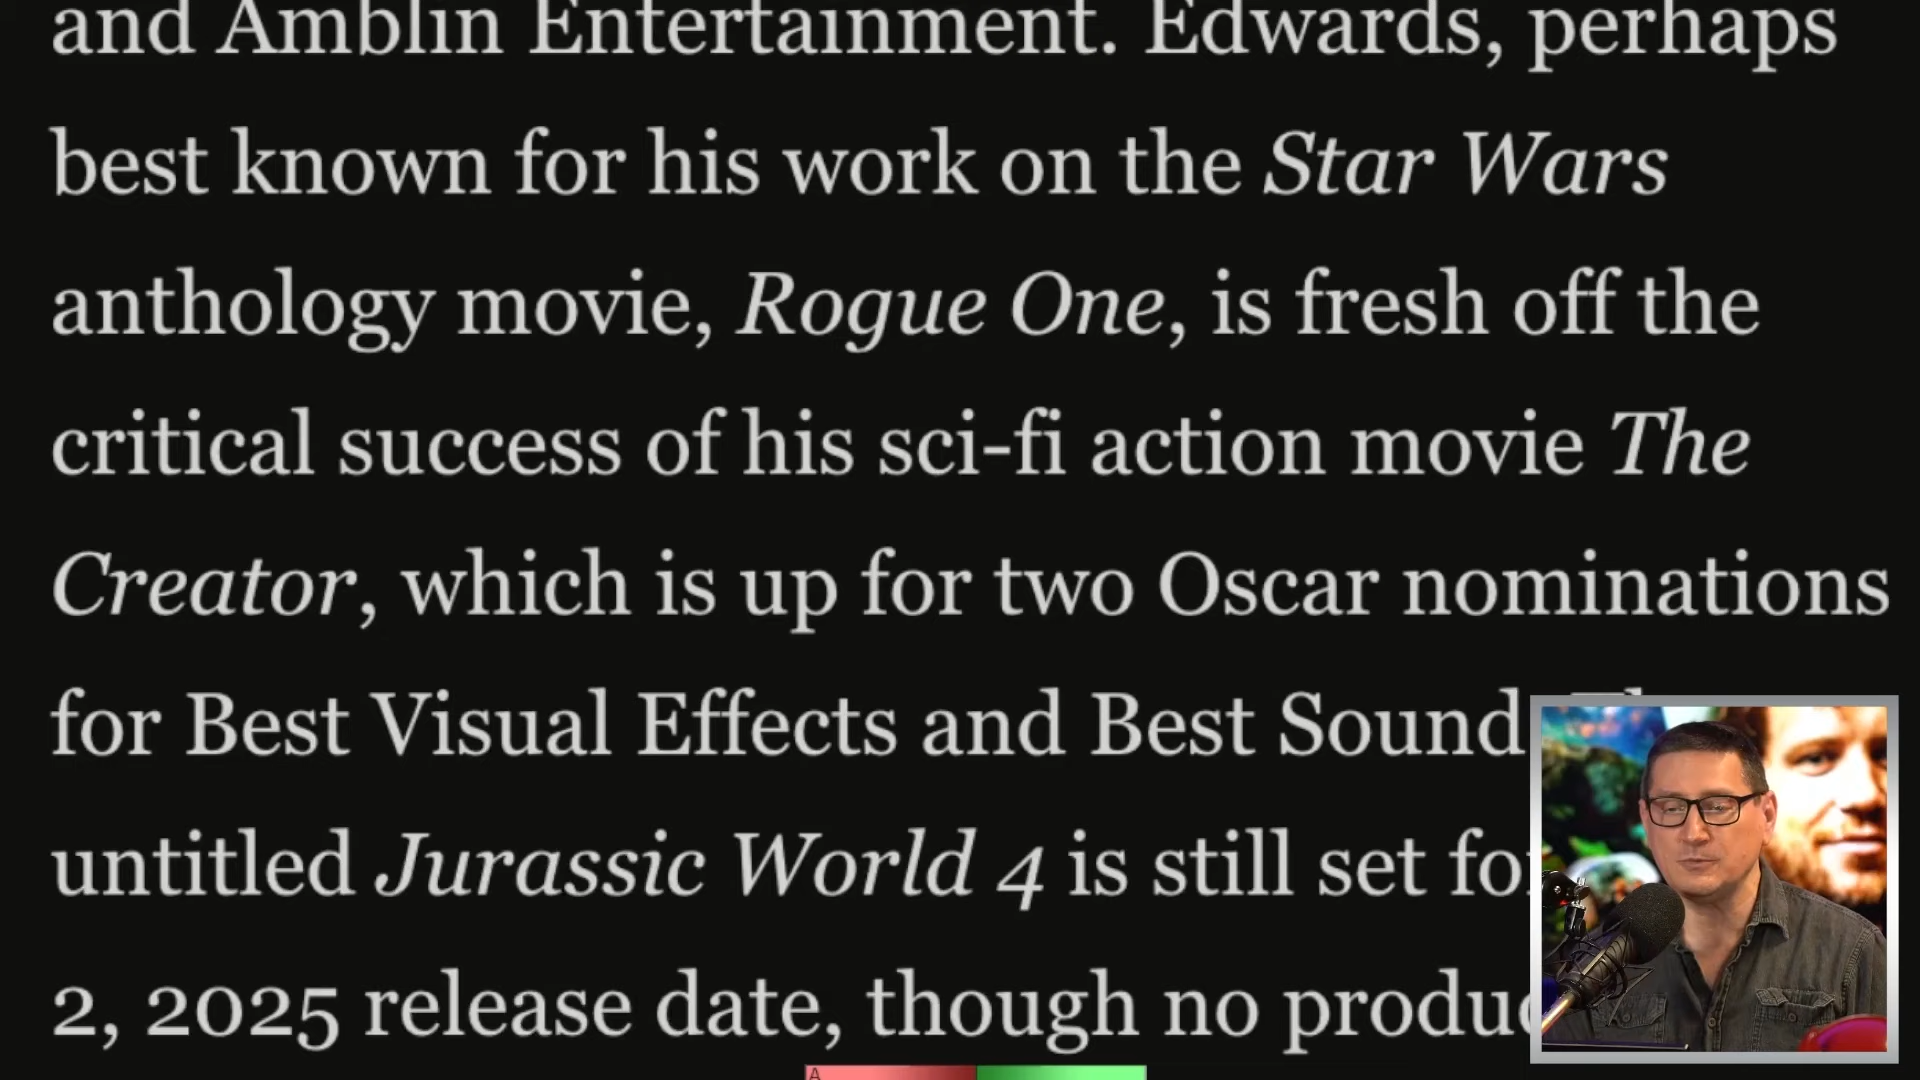 and Amblin Entertainment. Edwards, perhaps
best known for his work on the Star Wars
anthology movie, Rogue One, is fresh off the
critical success of his sci-fi action movie The
Creator, which is up for two Oscar nominations
for Best Visual Effects and Best Sound
untitled Jurassic World 4 is still set
2, 2025 release date, though no
A